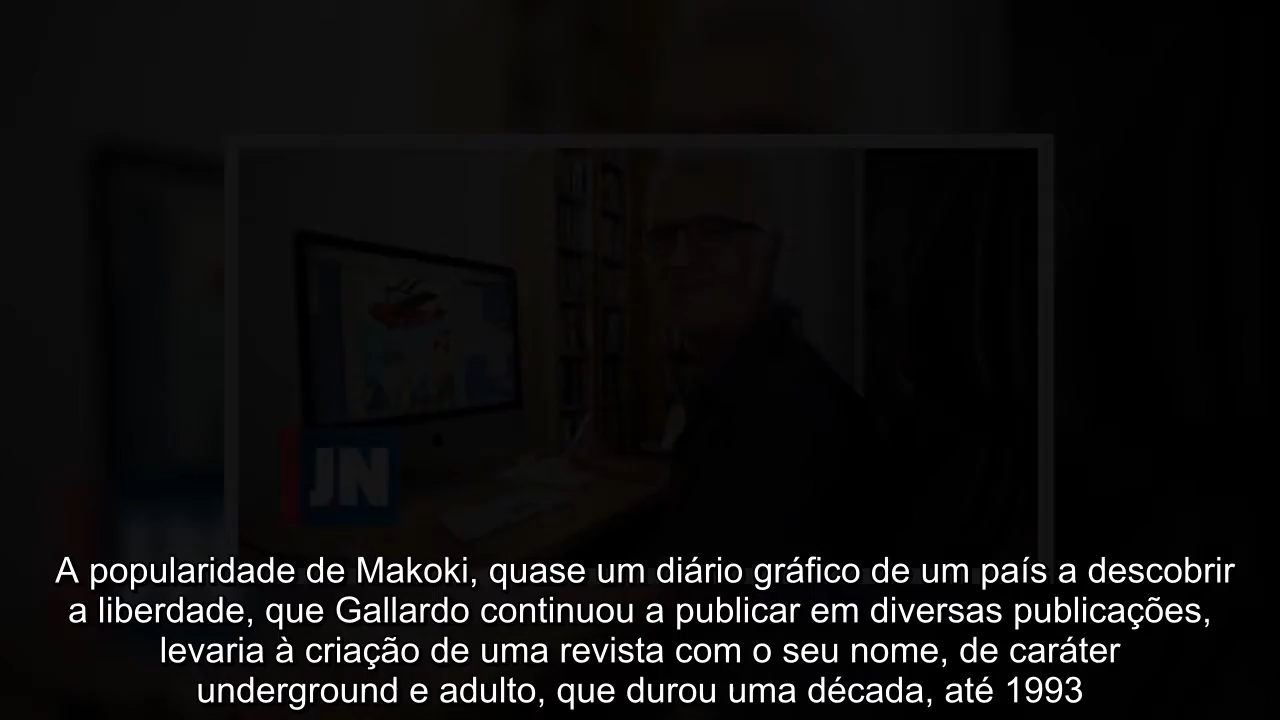 JN
A popularidade de Makoki, quase um diário gráfico de um país a descobrir
a liberdade, que Gallardo continuou a publicar em diversas publicações,
levaria à criação de uma revista com o seu nome, de caráter
underground e adulto, que durou uma década, até 1993